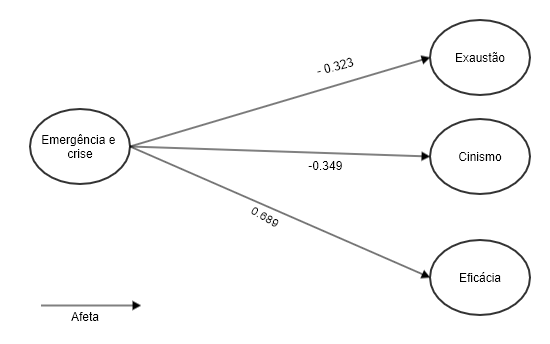 Exaustão
- 0.323
Emergência e
crise
Cinismo
-0.349
0.689
Eficácia
Afeta